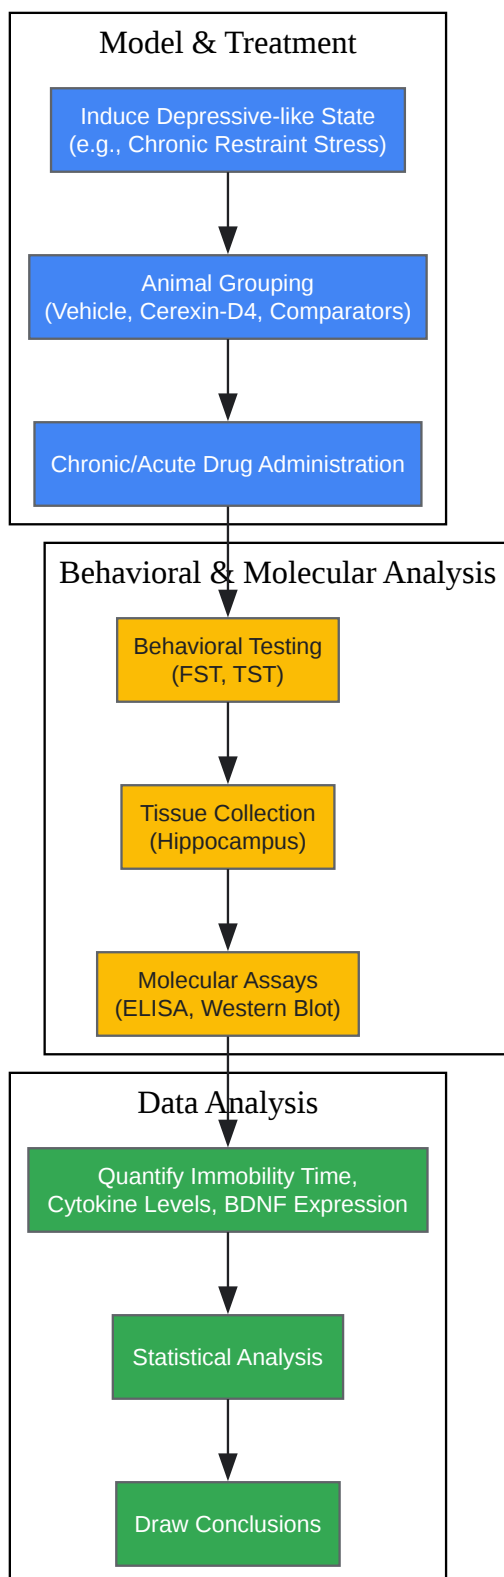 Model & Treatment
Induce Depressive-like State
(e.g., Chronic Restraint Stress)
Animal Grouping
(Vehicle, Cerexin-D4, Comparators)
Chronic/Acute Drug Administration
Behavioral & Molecular Analysis
Behavioral Testing
(FST, TST)
Tissue Collection
(Hippocampus)
Molecular Assays
(ELISA, Western Blot)
Data Analysis
Quantify Immobility Time,
Cytokine Levels, BDNF Expression
Statistical Analysis
Draw Conclusions